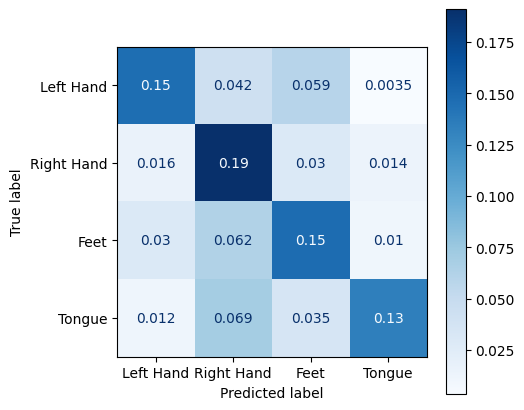 Left Hand 0.15 0.042 0.059 0.0035
Right Hand 0.016 0.19 0.03 0.014
Feet 0.03 0.062 0.15 0.01
Tongue 0.012 0.069 0.035 0.13
Left Hand Right Hand Feet Tongue
Predicted label
True label
0.175
0.150
0.125
0.100
0.075
0.050
0.025